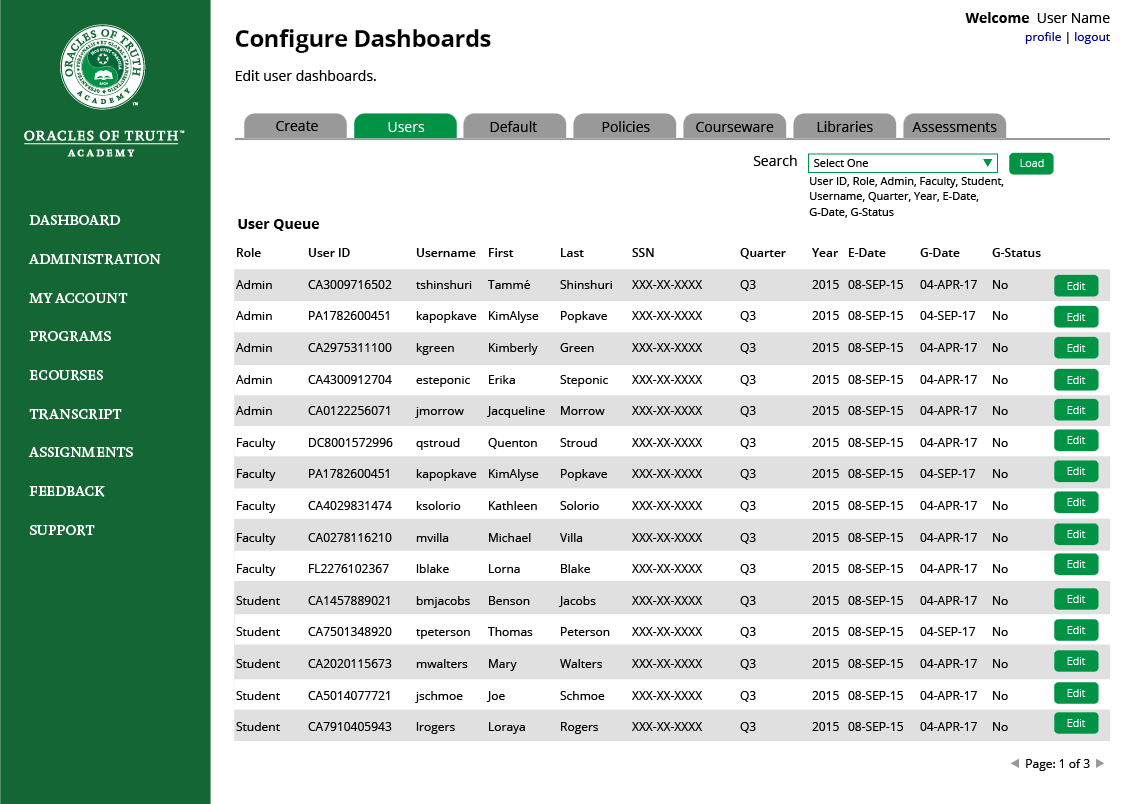 Welcome User Name
profile | logout
ORACLES OF TRUTH
ACADEMY
ORACLES OF TRUTH™
ACADEMY
DASHBOARD
ADMINISTRATION
MY ACCOUNT
PROGRAMS
ECOURSES
TRANSCRIPT
ASSIGNMENTS
FEEDBACK
SUPPORT
Configure Dashboards
Edit user dashboards.
Create Users Default Policies Courseware Libraries Assessments
Search Select One Load
User ID, Role, Admin, Faculty, Student,
Username, Quarter, Year, E-Date,
G-Date, G-Status
User Queue
Role User ID Username First Last SSN Quarter Year E-Date G-Date G-Status
Admin CA3009716502 tshinshuri Tammé Shinshuri XXX-XX-XXXX Q3 2015 08-SEP-15 04-APR-17 No Edit
Admin PA1782600451 kapopkave KimAlyse Popkave XXX-XX-XXXX Q3 2015 08-SEP-15 04-SEP-17 No Edit
Admin CA2975311100 kgreen Kimberly Green XXX-XX-XXXX Q3 2015 08-SEP-15 04-APR-17 No Edit
Admin CA4300912704 esteponic Erika Steponic XXX-XX-XXXX Q3 2015 08-SEP-15 04-APR-17 No Edit
Admin CA0122256071 jmorrow Jacqueline Morrow XXX-XX-XXXX Q3 2015 08-SEP-15 04-APR-17 No Edit
Faculty DC8001572996 qstroud Quenton Stroud XXX-XX-XXXX Q3 2015 08-SEP-15 04-APR-17 No Edit
Faculty PA1782600451 kapopkave KimAlyse Popkave XXX-XX-XXXX Q3 2015 08-SEP-15 04-SEP-17 No Edit
Faculty CA4029831474 ksolorio Kathleen Solorio XXX-XX-XXXX Q3 2015 08-SEP-15 04-APR-17 No Edit
Faculty CA0278116210 mvilla Michael Villa XXX-XX-XXXX Q3 2015 08-SEP-15 04-APR-17 No Edit
Faculty FL2276102367 lblake Lorna Blake XXX-XX-XXXX Q3 2015 08-SEP-15 04-APR-17 No Edit
Student CA1457889021 bmjacobs Benson Jacobs XXX-XX-XXXX Q3 2015 08-SEP-15 04-APR-17 No Edit
Student CA7501348920 tpeterson Thomas Peterson XXX-XX-XXXX Q3 2015 08-SEP-15 04-SEP-17 No Edit
Student CA2020115673 mwalters Mary Walters XXX-XX-XXXX Q3 2015 08-SEP-15 04-APR-17 No Edit
Student CA5014077721 jschmoe Joe Schmoe XXX-XX-XXXX Q3 2015 08-SEP-15 04-APR-17 No Edit
Student CA7910405943 lrogers Loraya Rogers XXX-XX-XXXX Q3 2015 08-SEP-15 04-APR-17 No Edit
Page: 1 of 3